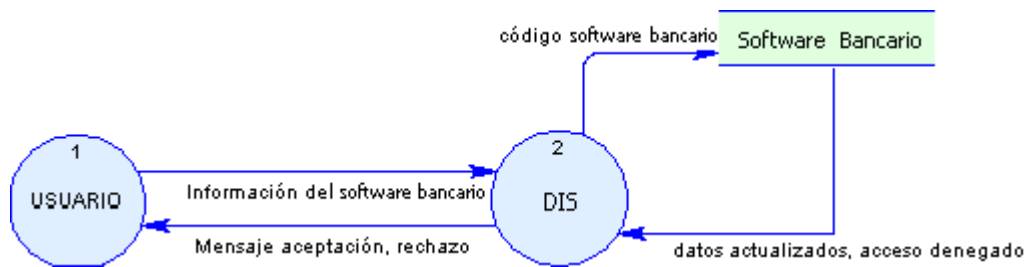 código software bancario
Software Bancario
1
USUARIO
Información del software bancario
Mensaje aceptación, rechazo
2
DIS
datos actualizados, acceso denegado